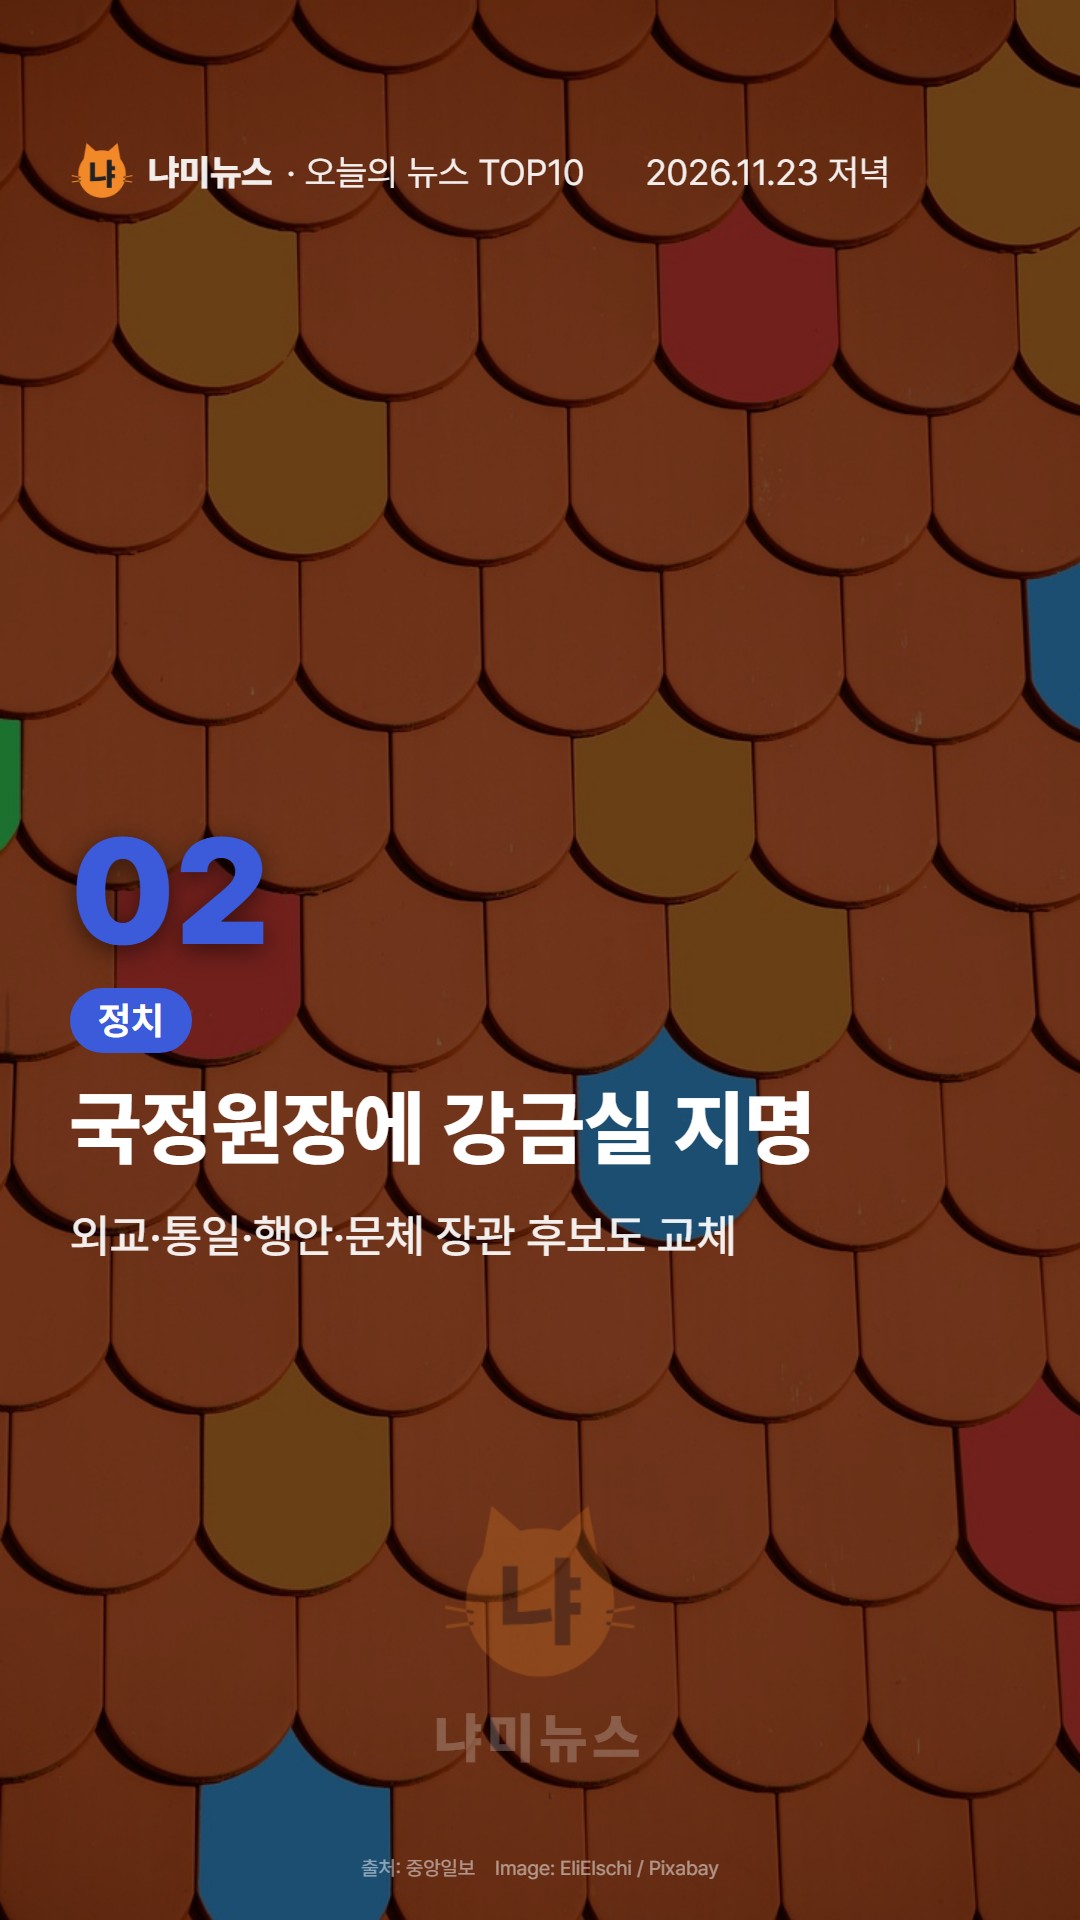 냐 냐미뉴스 · 오늘의 뉴스 TOP10 2026.11.23 저녁
02
정치
국정원장에 강금실 지명
외교·통일·행안·문체 장관 후보도 교체
냐
냐미뉴스
출처: 중앙일보 Image: EliElschi / Pixabay